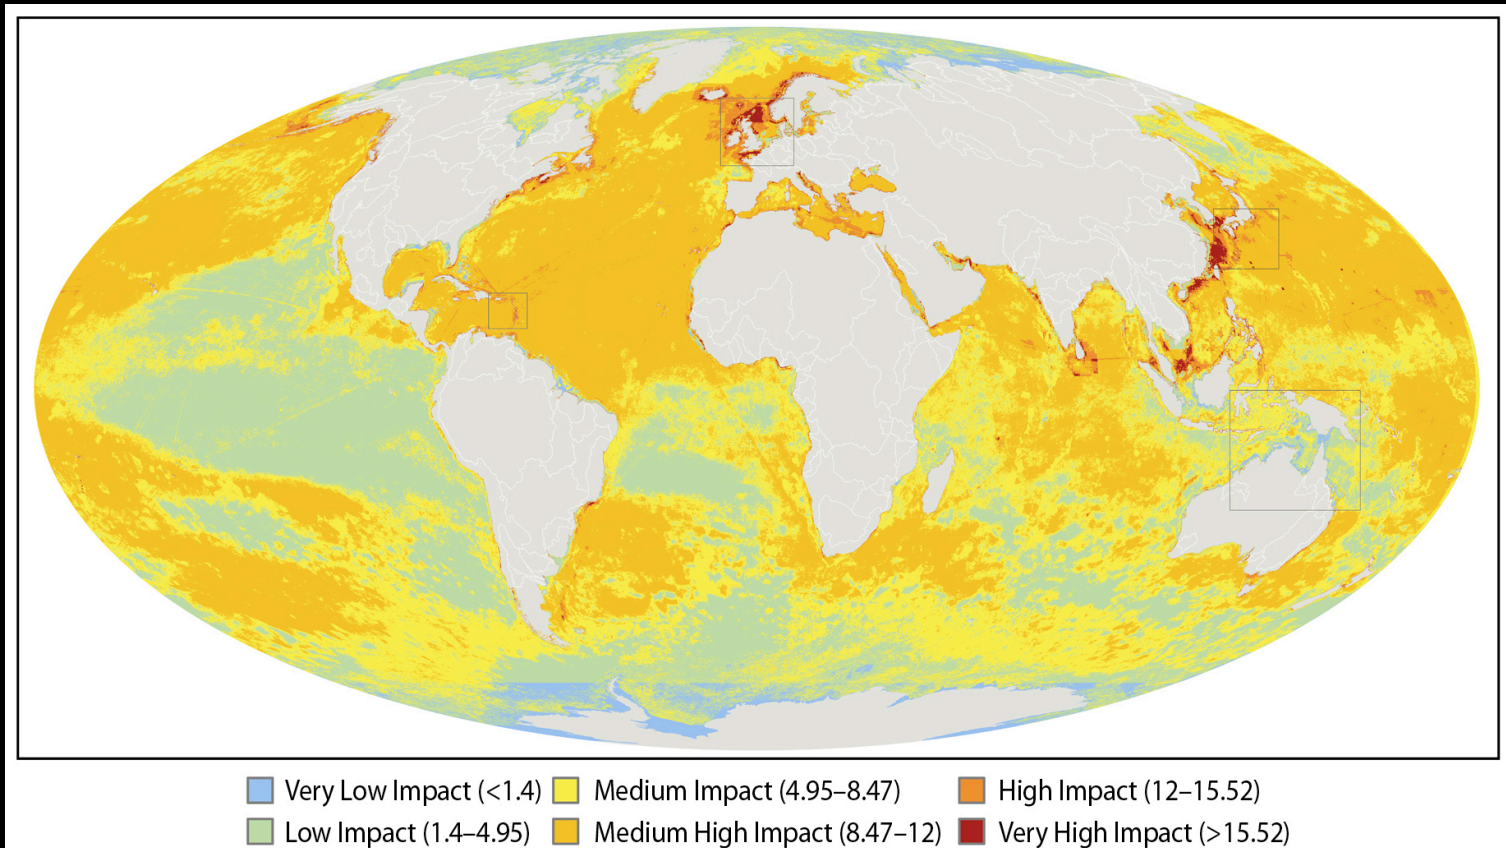 Very Low Impact (<1.4) Medium Impact (4.95–8.47) High Impact (12–15.52)
Low Impact (1.4–4.95) Medium High Impact (8.47–12) Very High Impact (>15.52)